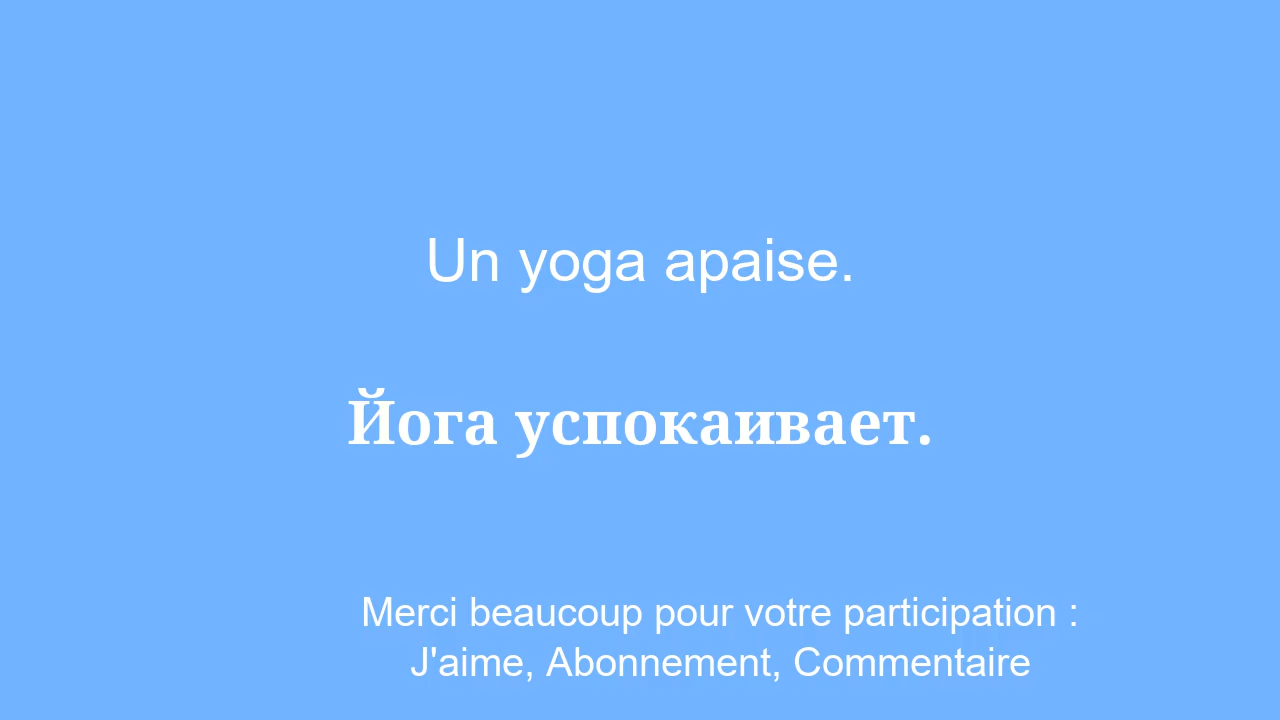 Un yoga apaise.
Йога успокаивает.
Merci beaucoup pour votre participation :
J'aime, Abonnement, Commentaire